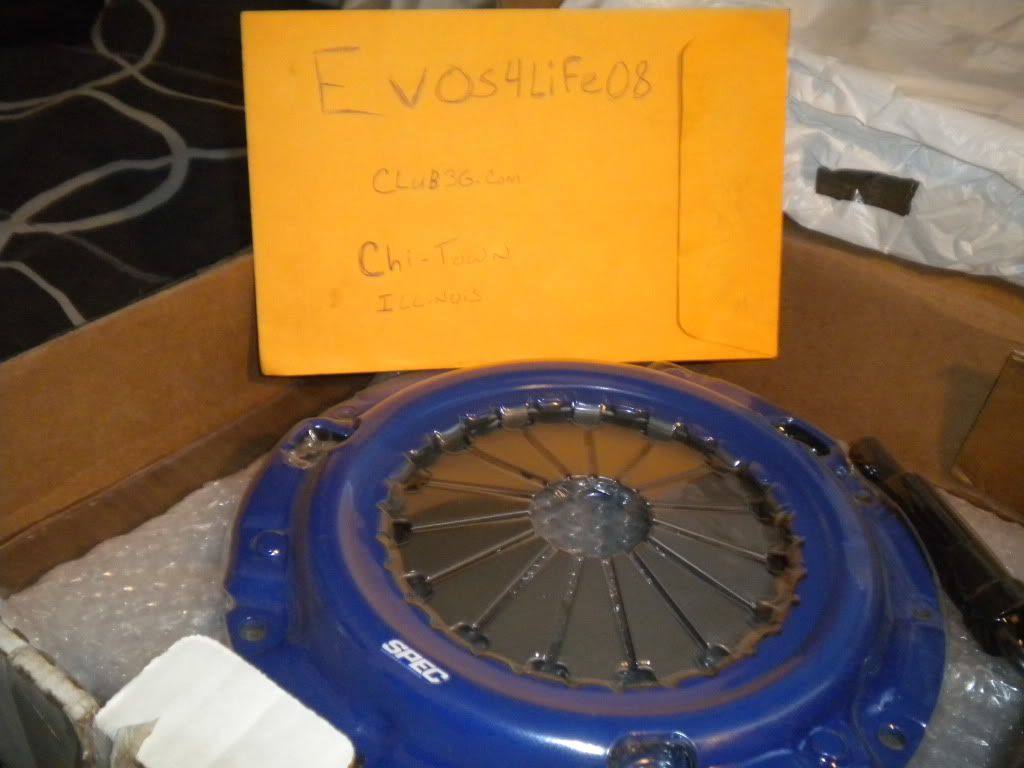 Evos4Life08
CLuB3G.com
Chi-Town
ILLINOIS
SPEC